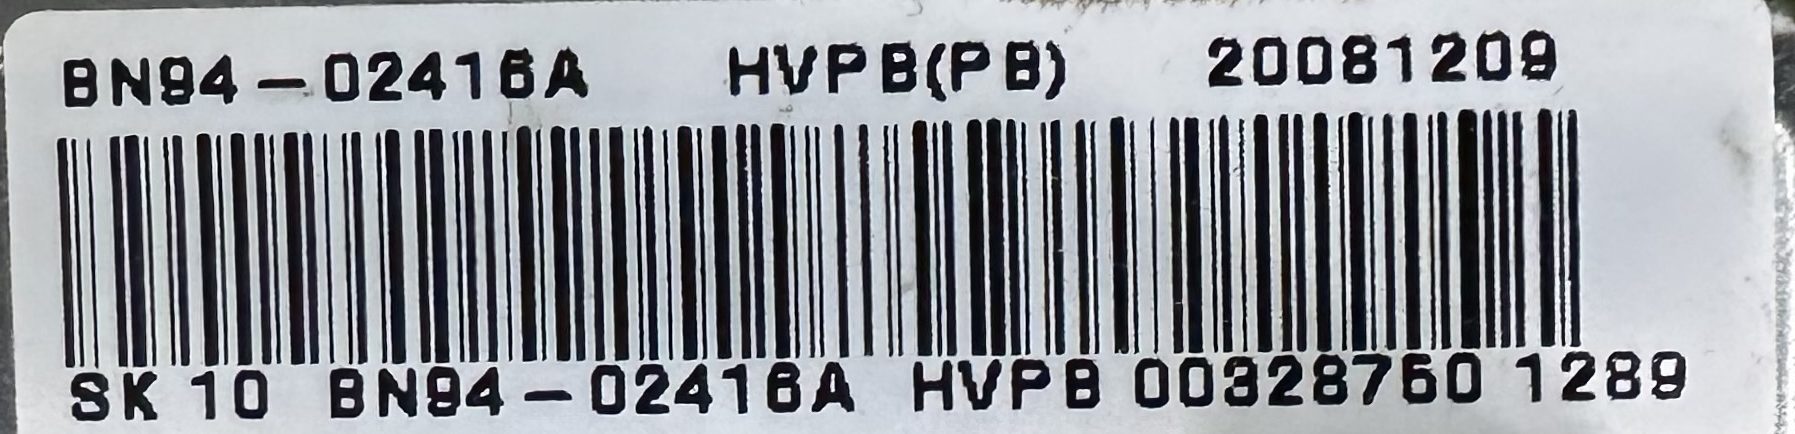 BN94-02416A HVPB(PB) 20081209
SK 10 BN94-02416A HVPB 00328760 1289